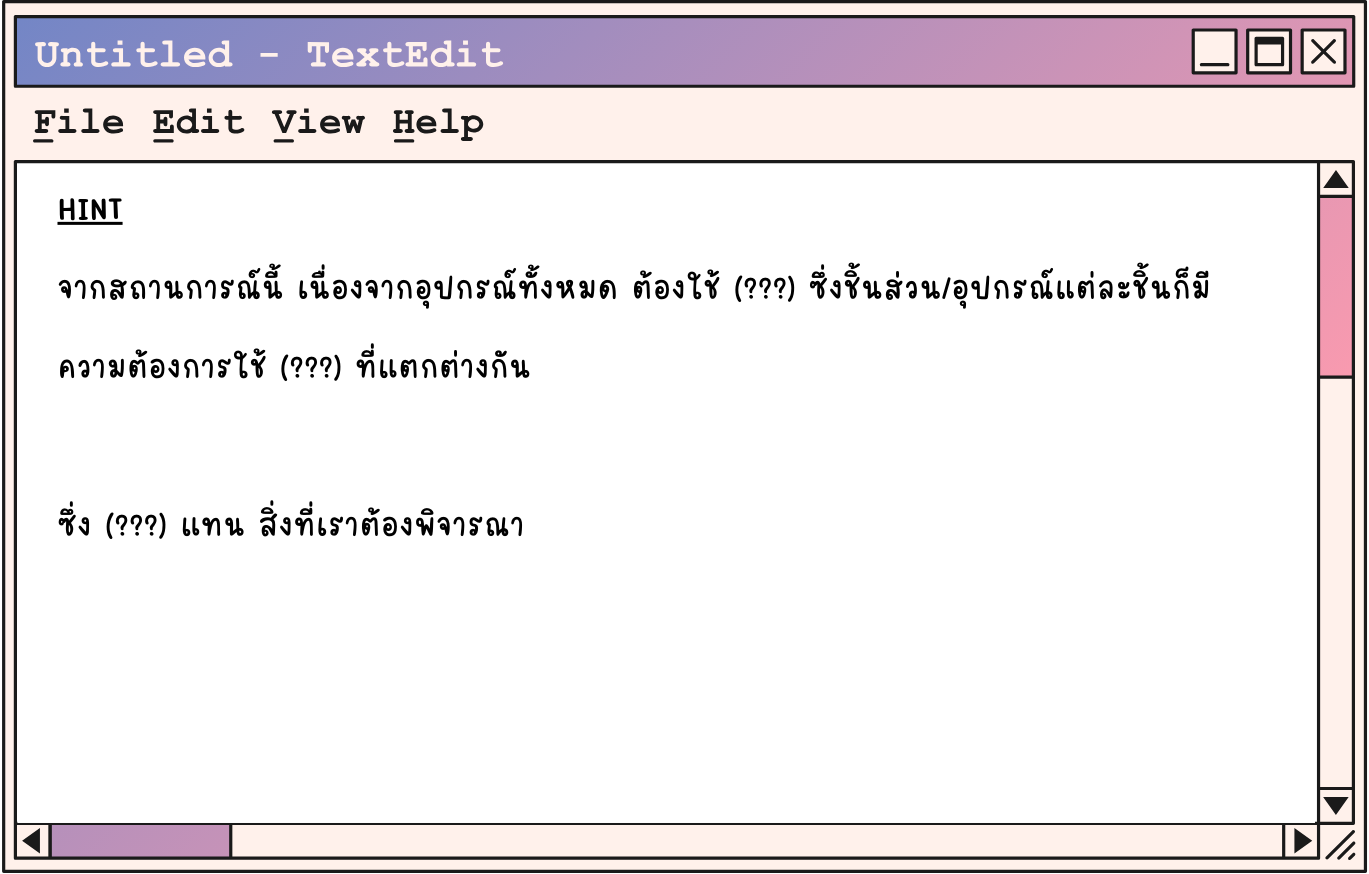 Untitled - TextEdit
File Edit View Help
HINT
จากสถานการณ์นี้ เนื่องจากอุปกรณ์ทั้งหมด ต้องใช้ (???) ซึ่งชิ้นส่วน/อุปกรณ์แต่ละชิ้นก็มี
ความต้องการใช้ (???) ที่แตกต่างกัน
ซึ่ง (???) แทน สิ่งที่เราต้องพิจารณา